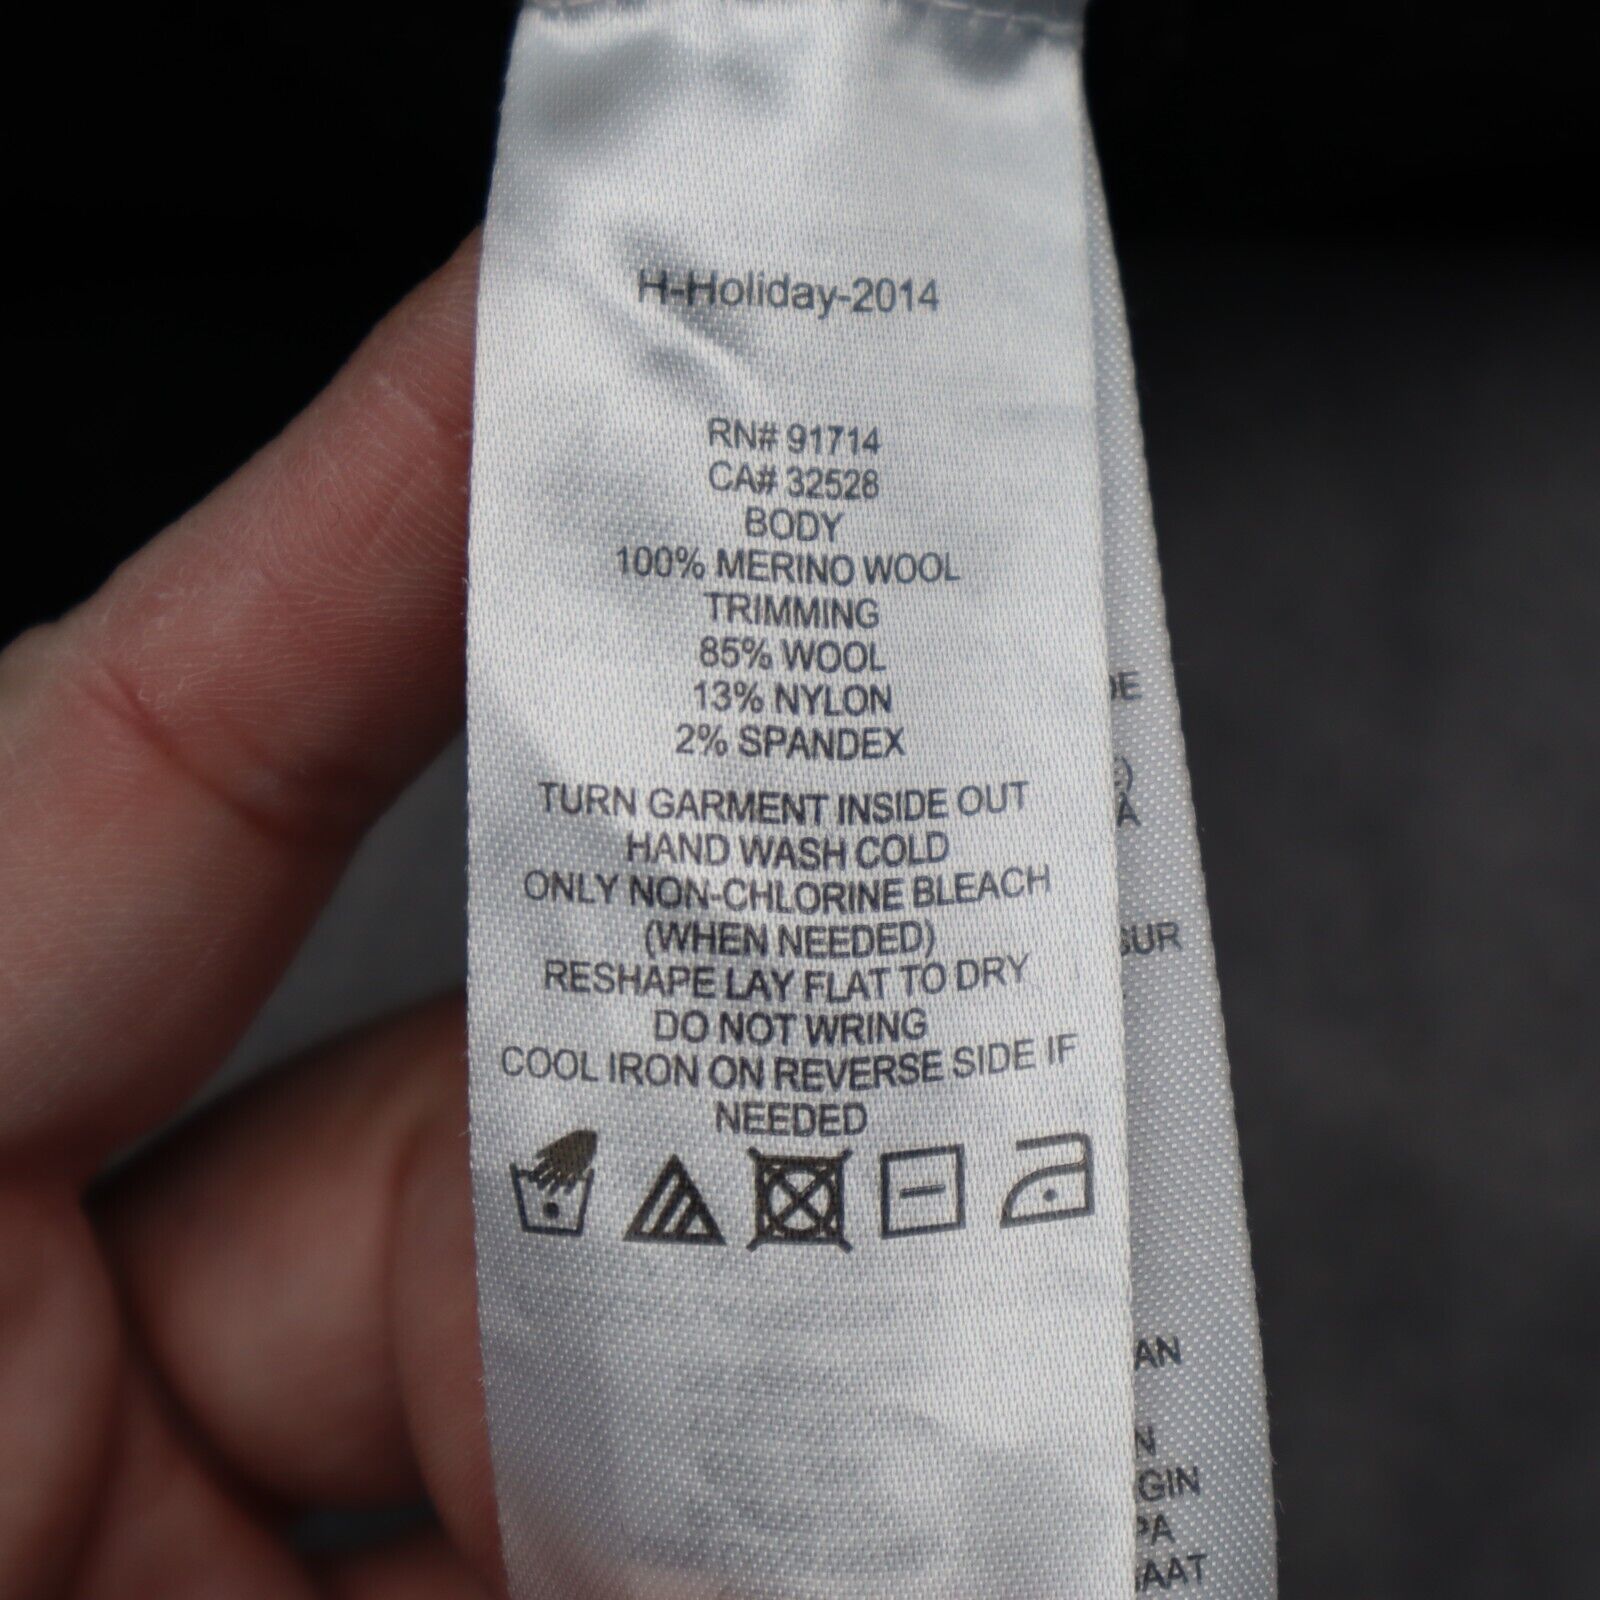 H-Holiday-2014
RN# 91714
CA# 32528
BODY
100% MERINO WOOL
TRIMMING
85% WOOL
13% NYLON
2% SPANDEX
TURN GARMENT INSIDE OUT
HAND WASH COLD
ONLY NON-CHLORINE BLEACH
(WHEN NEEDED)
RESHAPE LAY FLAT TO DRY
DO NOT WRING
COOL IRON ON REVERSE SIDE IF
NEEDED
SUR